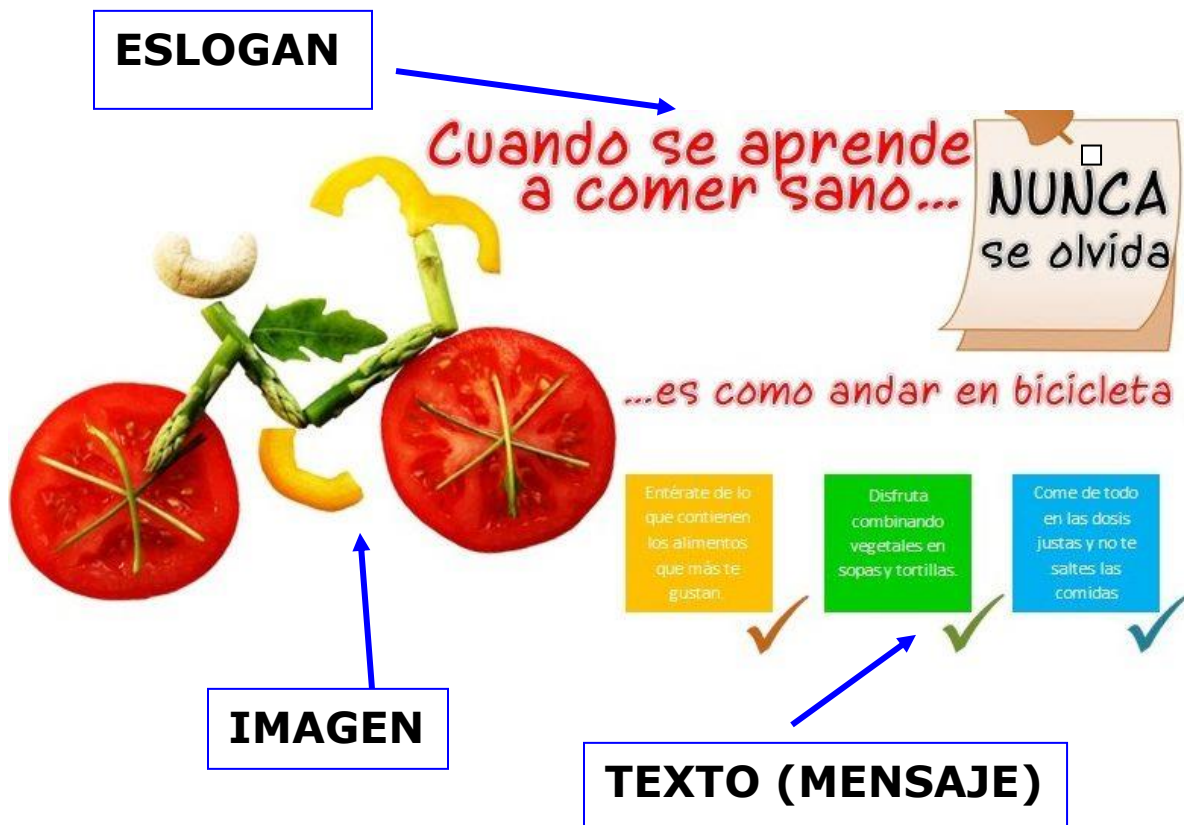 ESLOGAN
Cuando se aprende
a comer sano...
NUNCA
se olvida
...es como andar en bicicleta
Entérate de lo
que contienen
los alimentos
que más te
gustan.
Disfruta
combinando
vegetales en
sopas y tortillas.
Come de todo
en las dosis
justas y no te
saltes las
comidas
IMAGEN
TEXTO (MENSAJE)